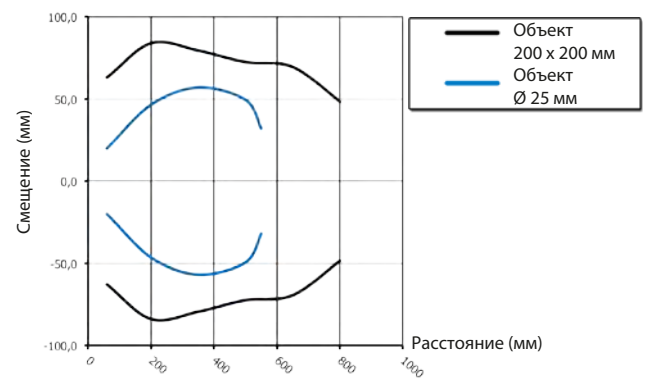 100,0
50,0
0,0
-50,0
-100,0
Смещение (мм)
0
200
400
600
800
1000
Расстояние (мм)
Объект
200 x 200 мм
Объект
Ø 25 мм